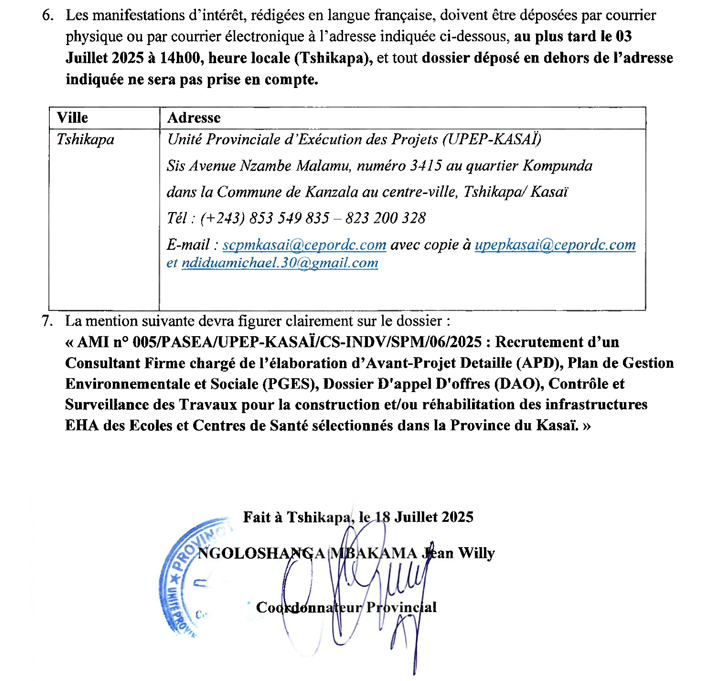 6. Les manifestations d'intérêt, rédigées en langue française, doivent être déposées par courrier
physique ou par courrier électronique à l'adresse indiquée ci-dessous, au plus tard le 03
Juillet 2025 à 14h00, heure locale (Tshikapa), et tout dossier déposé en dehors de l'adresse
indiquée ne sera pas prise en compte.
Ville Adresse
Tshikapa Unité Provinciale d'Exécution des Projets (UPEP-KASAÏ)
Sis Avenue Nzambe Malamu, numéro 3415 au quartier Kompunda
dans la Commune de Kanzala au centre-ville, Tshikapa/ Kasaï
Tél : (+243) 853 549 835 – 823 200 328
E-mail : scpmkasai@cepordc.com avec copie à upepkasai@cepordc.com
et ndiduamichael.30@gmail.com
7. La mention suivante devra figurer clairement sur le dossier :
« AMI n° 005/PASEA/UPEP-KASAÏ/CS-INDV/SPM/06/2025 : Recrutement d'un
Consultant Firme chargé de l'élaboration d'Avant-Projet Detaille (APD), Plan de Gestion
Environnementale et Sociale (PGES), Dossier D'appel D'offres (DAO), Contrôle et
Surveillance des Travaux pour la construction et/ou réhabilitation des infrastructures
EHA des Ecoles et Centres de Santé sélectionnés dans la Province du Kasaï. »
Fait à Tshikapa, le 18 Juillet 2025
NGOLOSHANGA MBAKAMA Jean Willy
Coordonnateur Provincial